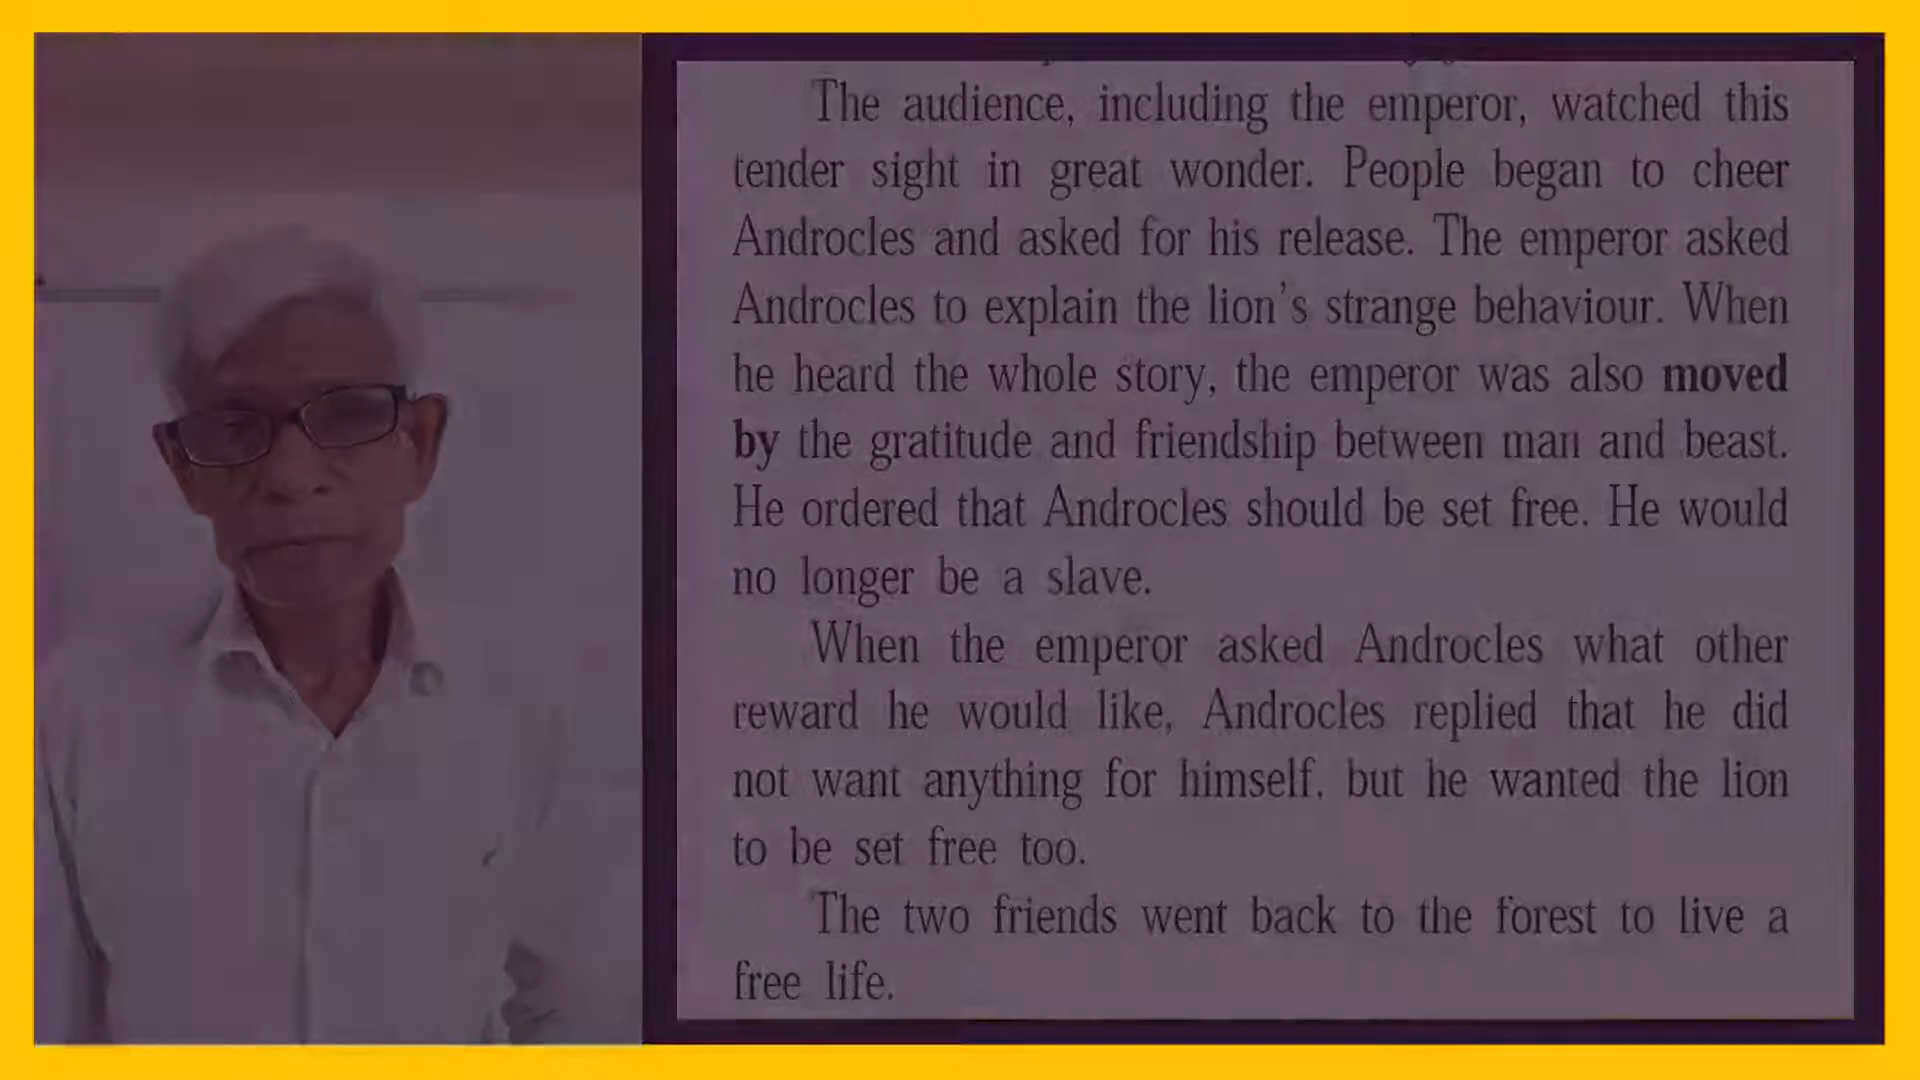 The audience, including the emperor, watched this
tender sight in great wonder. People began to cheer
Androcles and asked for his release. The emperor asked
Androcles to explain the lion's strange behaviour. When
he heard the whole story, the emperor was also moved
by the gratitude and friendship between man and beast.
He ordered that Androcles should be set free. He would
no longer be a slave.
When the emperor asked Androcles what other
reward he would like, Androcles replied that he did
not want anything for himself, but he wanted the lion
to be set free too.
The two friends went back to the forest to live a
free life.